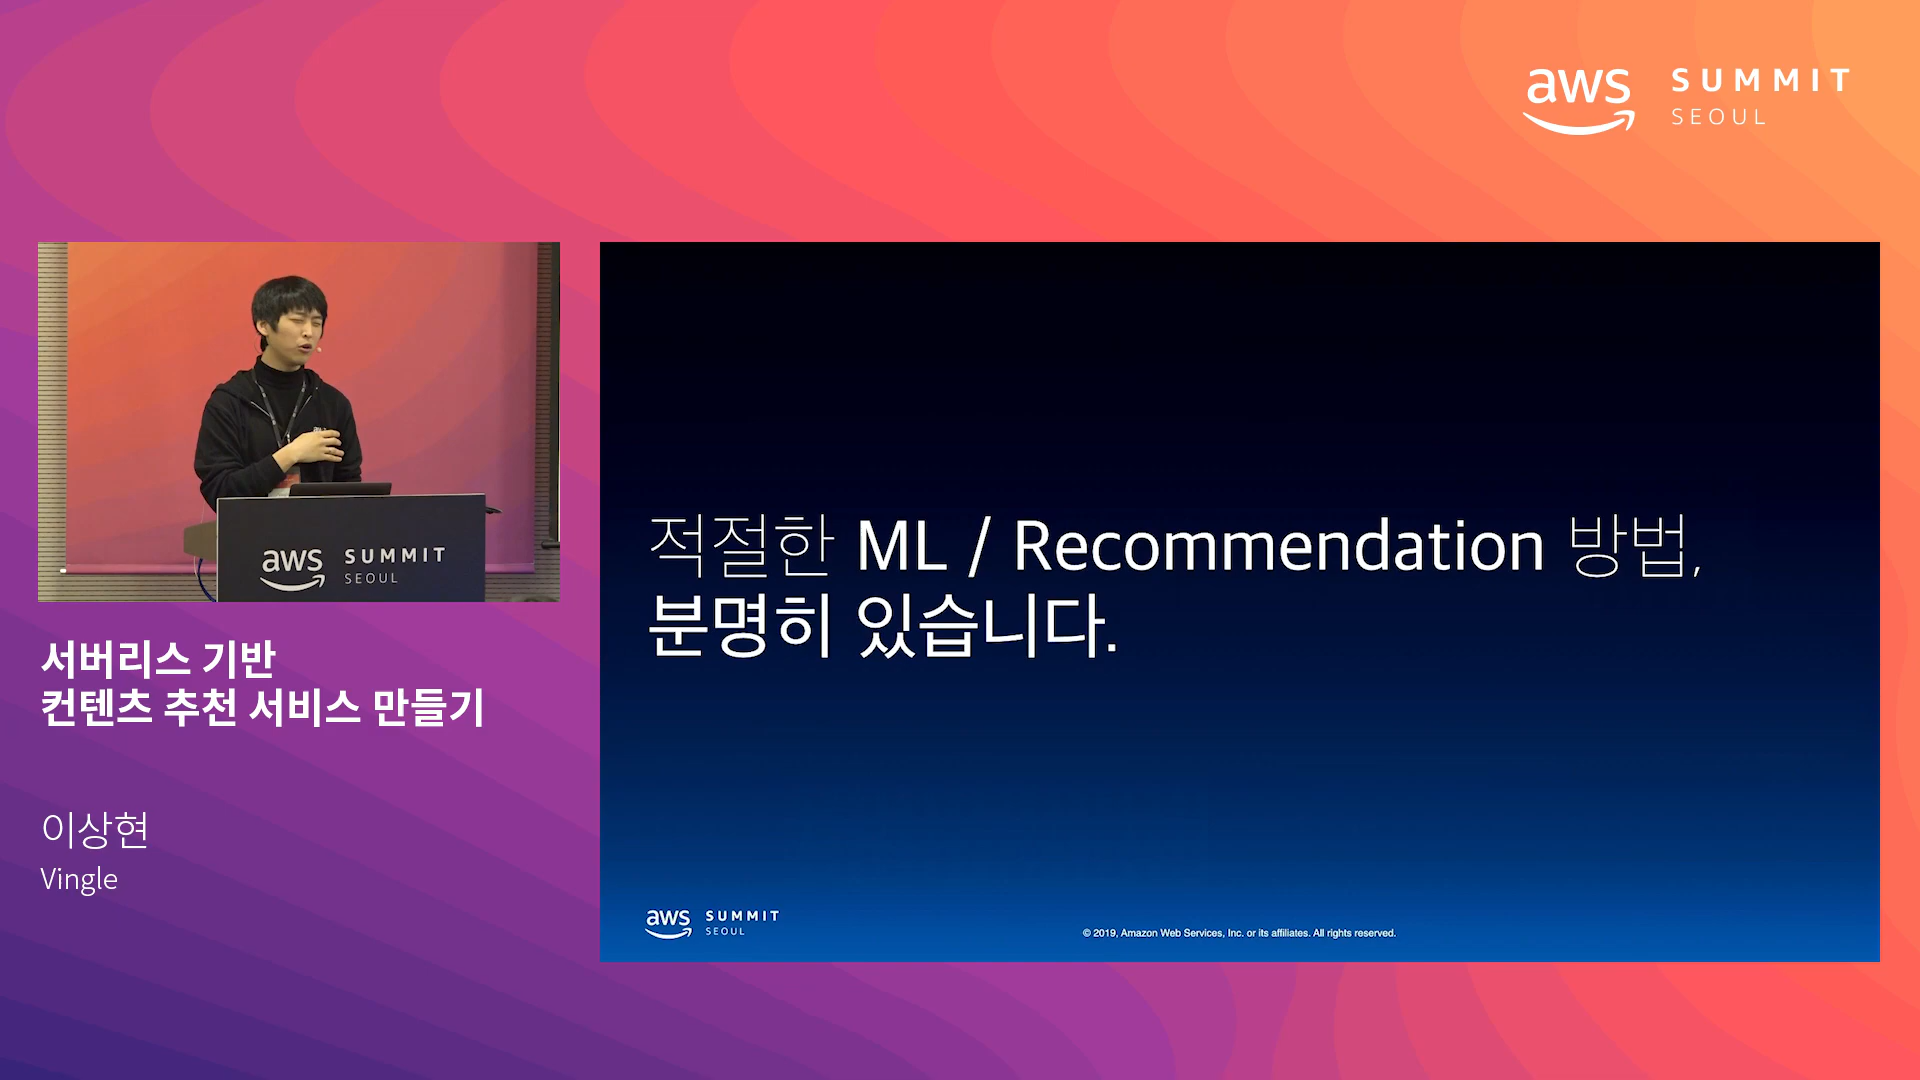 aws SUMMIT
SEOUL
aws SUMMIT
SEOUL
서버리스 기반
컨텐츠 추천 서비스 만들기
이상현
Vingle
적절한 ML / Recommendation 방법,
분명히 있습니다.
aws SUMMIT
SEOUL
© 2019, Amazon Web Services, Inc. or its affiliates. All rights reserved.